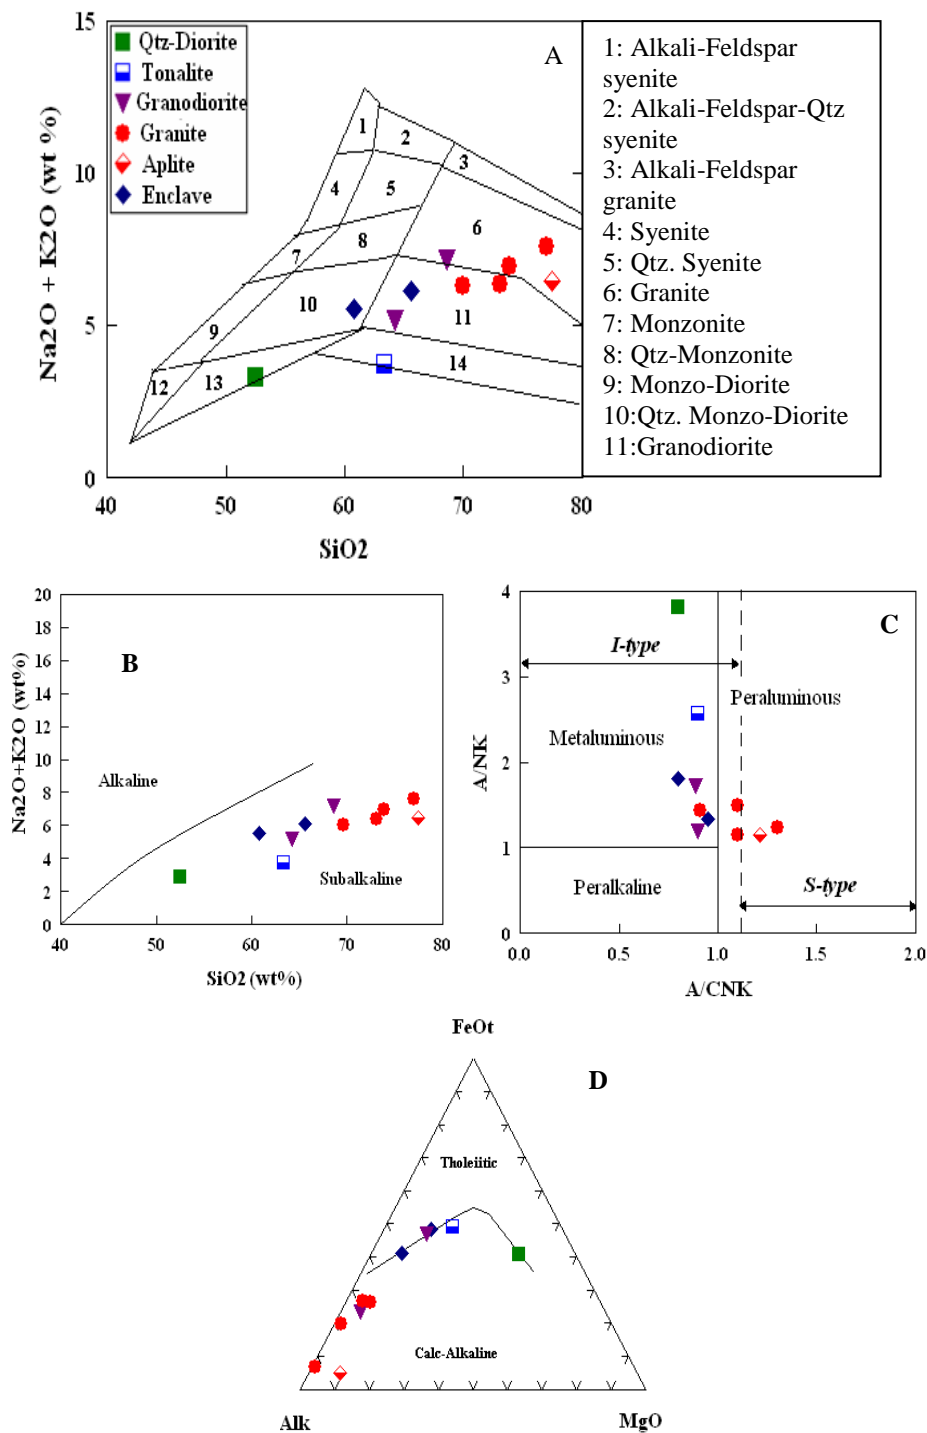 15
10
5
0
Na2O + K2O (wt %)
Qtz-Diorite
Tonalite
Granodiorite
Granite
Aplite
Enclave
A
1
2
3
4
5
6
7
8
9
10
11
12
13
14
40
50
60
70
80
SiO2
1: Alkali-Feldspar
syenite
2: Alkali-Feldspar-Qtz
syenite
3: Alkali-Feldspar
granite
4: Syenite
5: Qtz. Syenite
6: Granite
7: Monzonite
8: Qtz-Monzonite
9: Monzo-Diorite
10:Qtz. Monzo-Diorite
11:Granodiorite
20
18
16
14
12
10
8
6
4
2
0
Na2O+K2O (wt%)
B
Alkaline
Subalkaline
40
50
60
70
80
SiO2 (wt%)
4
3
2
1
0
A/NK
C
I-type
Peraluminous
Metaluminous
Peralkaline
S-type
0.0
0.5
1.0
1.5
2.0
A/CNK
FeOt
D
Tholeiitic
Calc-Alkaline
Alk
MgO